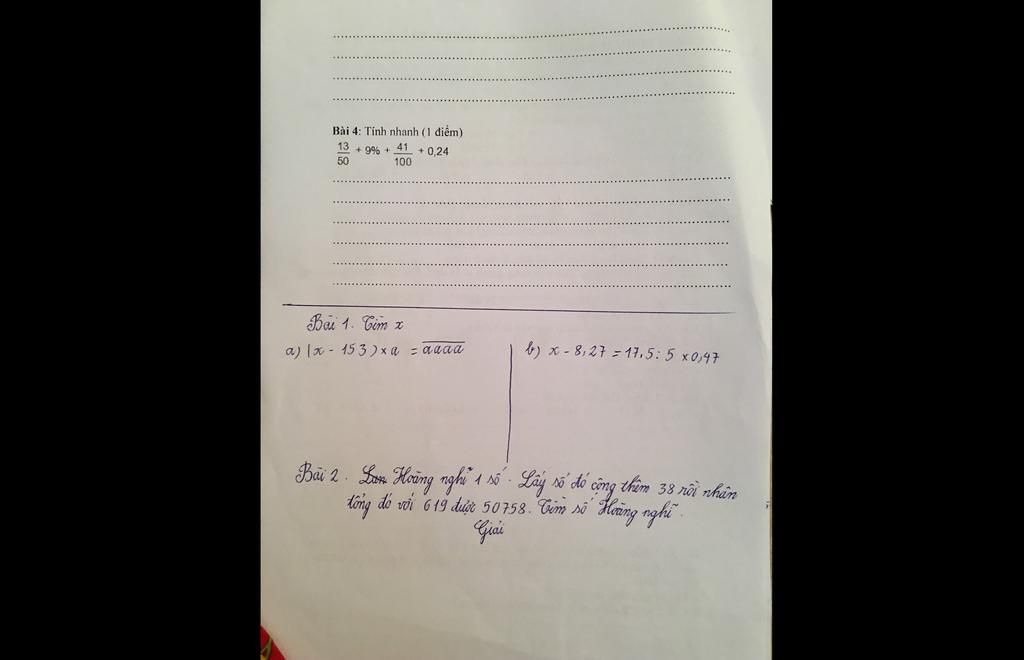 Bài 4: Tính nhanh (1 điểm)
13/50 + 9% + 41/100 + 0,24
Bài 1. Tìm x
a) (x - 153) x a = a̅a̅a̅a̅
b) x - 8,27 = 17,5 : 5 x 0,47
Bài 2. Hoàng nghĩ 1 số. Lấy số đó cộng thêm 38 rồi nhân
tổng đó với 619 được 50758. Tìm số Hoàng nghĩ.
Giải